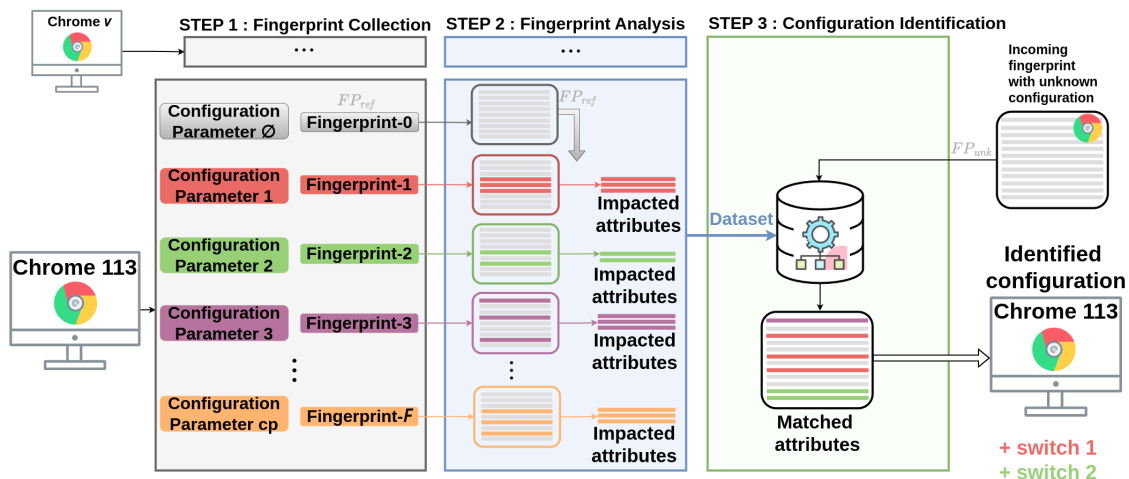 Chrome v
STEP 1 : Fingerprint Collection
...
STEP 2 : Fingerprint Analysis
...
STEP 3 : Configuration Identification
Incoming
fingerprint
with unknown
configuration
Configuration
Parameter ∅
FP_ref
Fingerprint-0
FP_ref
FP_unk
Configuration
Parameter 1
Fingerprint-1
Impacted
attributes
Dataset
Configuration
Parameter 2
Fingerprint-2
Impacted
attributes
Chrome 113
Configuration
Parameter 3
Fingerprint-3
Impacted
attributes
⋮
⋮
Configuration
Parameter cp
Fingerprint-F
Impacted
attributes
Matched
attributes
Identified
configuration
Chrome 113
+ switch 1
+ switch 2